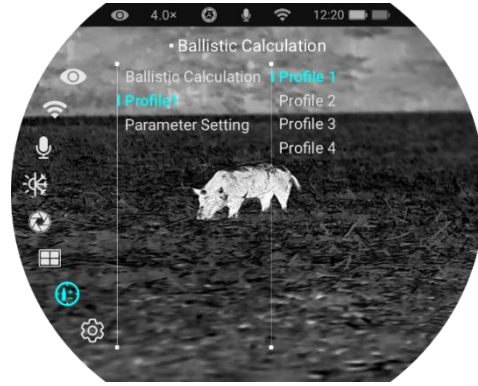 4.0×
12:20
Ballistic Calculation
Ballistic Calculation
Profile1
Parameter Setting
Profile 1
Profile 2
Profile 3
Profile 4